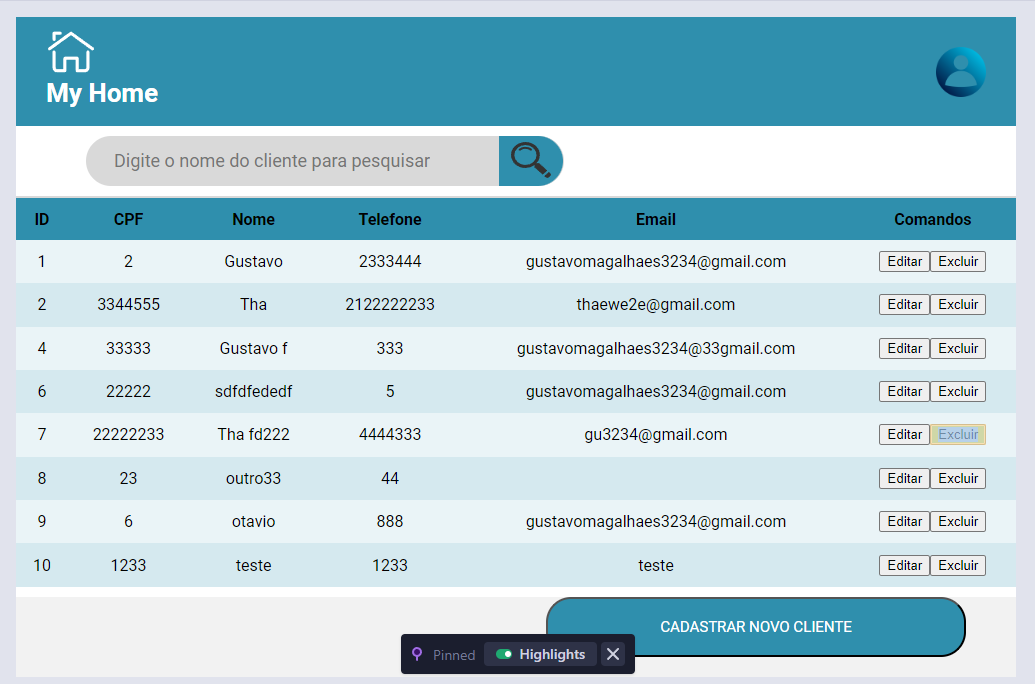 My Home
Digite o nome do cliente para pesquisar
ID CPF Nome Telefone Email Comandos
1 2 Gustavo 2333444 gustavomagalhaes3234@gmail.com Editar Excluir
2 3344555 Tha 2122222233 thaewe2e@gmail.com Editar Excluir
4 33333 Gustavo f 333 gustavomagalhaes3234@33gmail.com Editar Excluir
6 22222 sdfdfededf 5 gustavomagalhaes3234@gmail.com Editar Excluir
7 22222233 Tha fd222 4444333 gu3234@gmail.com Editar Excluir
8 23 outro33 44 Editar Excluir
9 6 otavio 888 gustavomagalhaes3234@gmail.com Editar Excluir
10 1233 teste 1233 teste Editar Excluir
CADASTRAR NOVO CLIENTE
Pinned Highlights